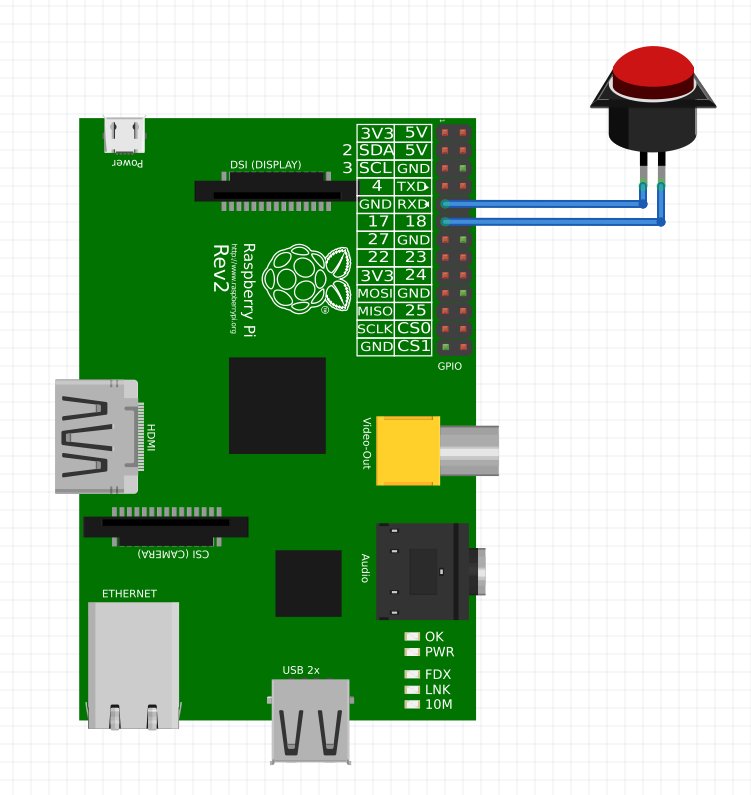 Power
DSI (DISPLAY)
1
3V3 5V
2 SDA 5V
3 SCL GND
4 TXD
GND RXD
17 18
27 GND
22 23
3V3 24
MOSI GND
MISO 25
SCLK CS0
GND CS1
GPIO
Raspberry Pi
http://www.raspberrypi.org
Rev2
®
HDMI
Video-Out
CSI (CAMERA)
Audio
ETHERNET
USB 2x
OK
PWR
FDX
LNK
10M